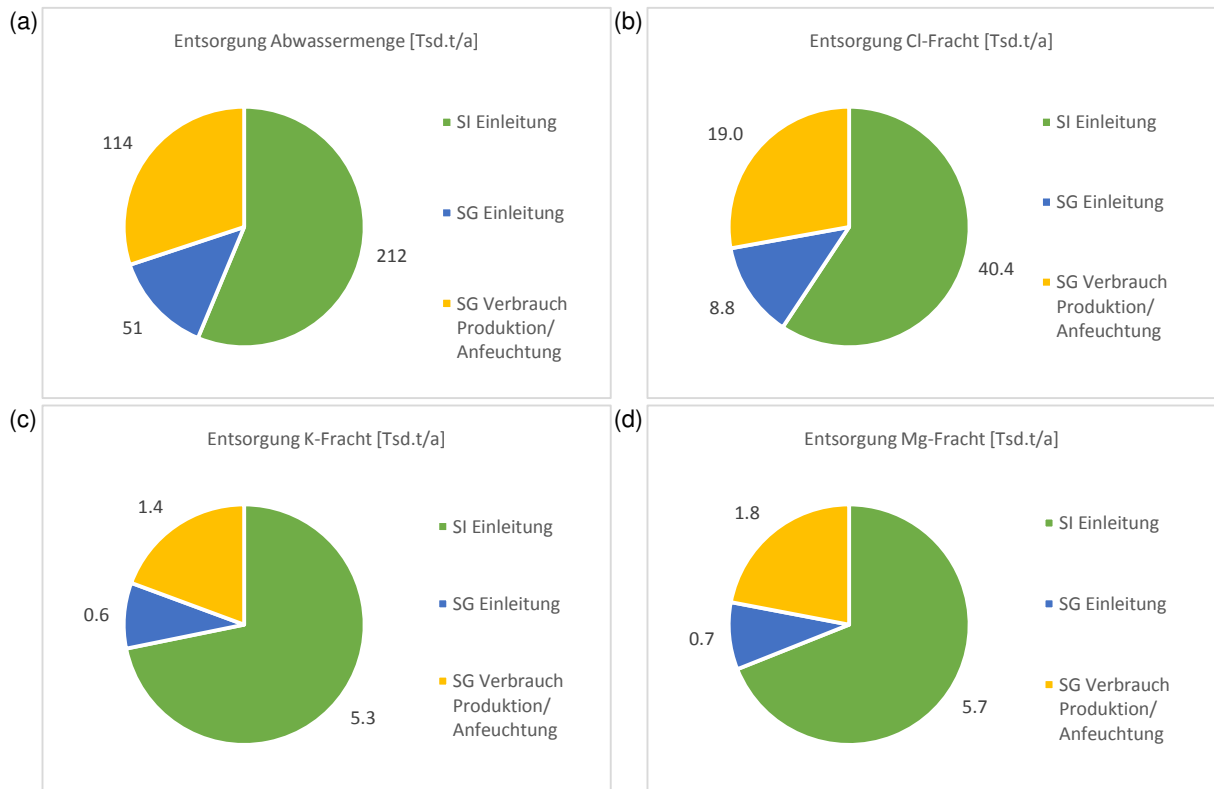 (a)
Entsorgung Abwassermenge [Tsd.t/a]
114
51
212
SI Einleitung
SG Einleitung
SG Verbrauch
Produktion/
Anfeuchtung
(b)
Entsorgung Cl-Fracht [Tsd.t/a]
19.0
8.8
40.4
SI Einleitung
SG Einleitung
SG Verbrauch
Produktion/
Anfeuchtung
(c)
Entsorgung K-Fracht [Tsd.t/a]
1.4
0.6
5.3
SI Einleitung
SG Einleitung
SG Verbrauch
Produktion/
Anfeuchtung
(d)
Entsorgung Mg-Fracht [Tsd.t/a]
1.8
0.7
5.7
SI Einleitung
SG Einleitung
SG Verbrauch
Produktion/
Anfeuchtung